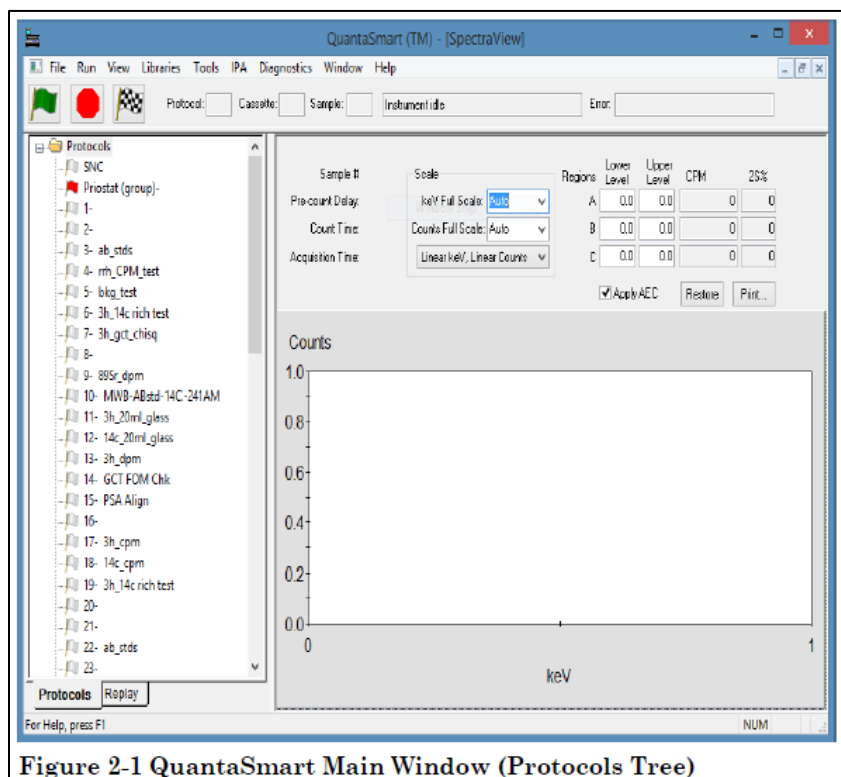 QuantaSmart (TM) - [SpectraView]
File Run View Libraries Tools IPA Diagnostics Window Help
Protocol: Cassette: Sample: Instrument idle Error:
Protocols
SNC
Priostat (group)-
1-
2-
3- ab_stds
4- rrh_CPM_test
5- bkg_test
6- 3h_14c rich test
7- 3h_gct_chisq
8-
9- 89Sr_dpm
10- MWB-ABstd-14C-241AM
11- 3h_20ml_glass
12- 14c_20ml_glass
13- 3h_dpm
14- GCT FOM Chk
15- PSA Align
16-
17- 3h_cpm
18- 14c_cpm
19- 3h_14c rich test
20-
21-
22- ab_stds
23-
Protocols Replay
Sample #
Pre-count Delay:
Count Time:
Acquisition Time:
Scale
keV Full Scale: Auto
Counts Full Scale: Auto
Linear keV, Linear Counts
Regions Lower Level Upper Level CPM 2S%
A 0.0 0.0 0 0
B 0.0 0.0 0 0
C 0.0 0.0 0 0
Apply AEC Restore Print...
Counts
1.0
0.8
0.6
0.4
0.2
0.0
0 1
keV
For Help, press F1 NUM
Figure 2-1 QuantaSmart Main Window (Protocols Tree)